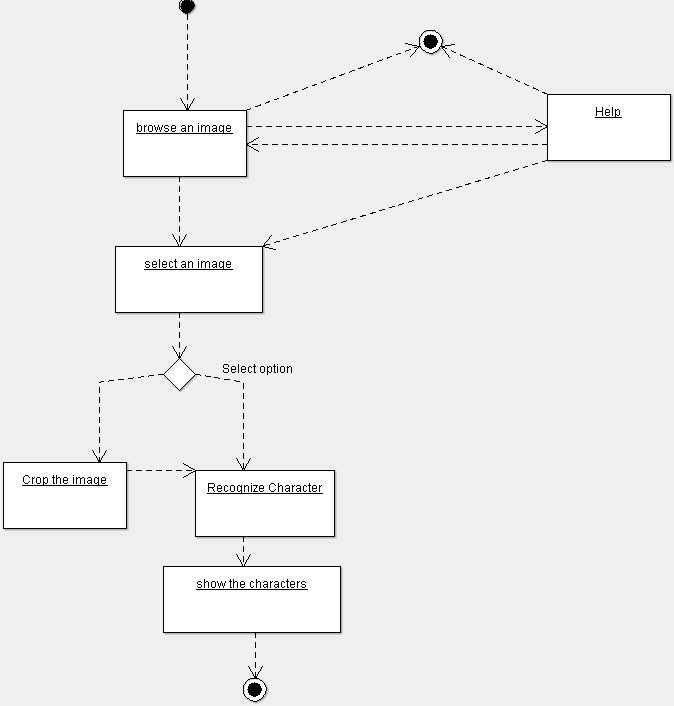 Help
browse an image
select an image
Select option
Crop the image
Recognize Character
show the characters